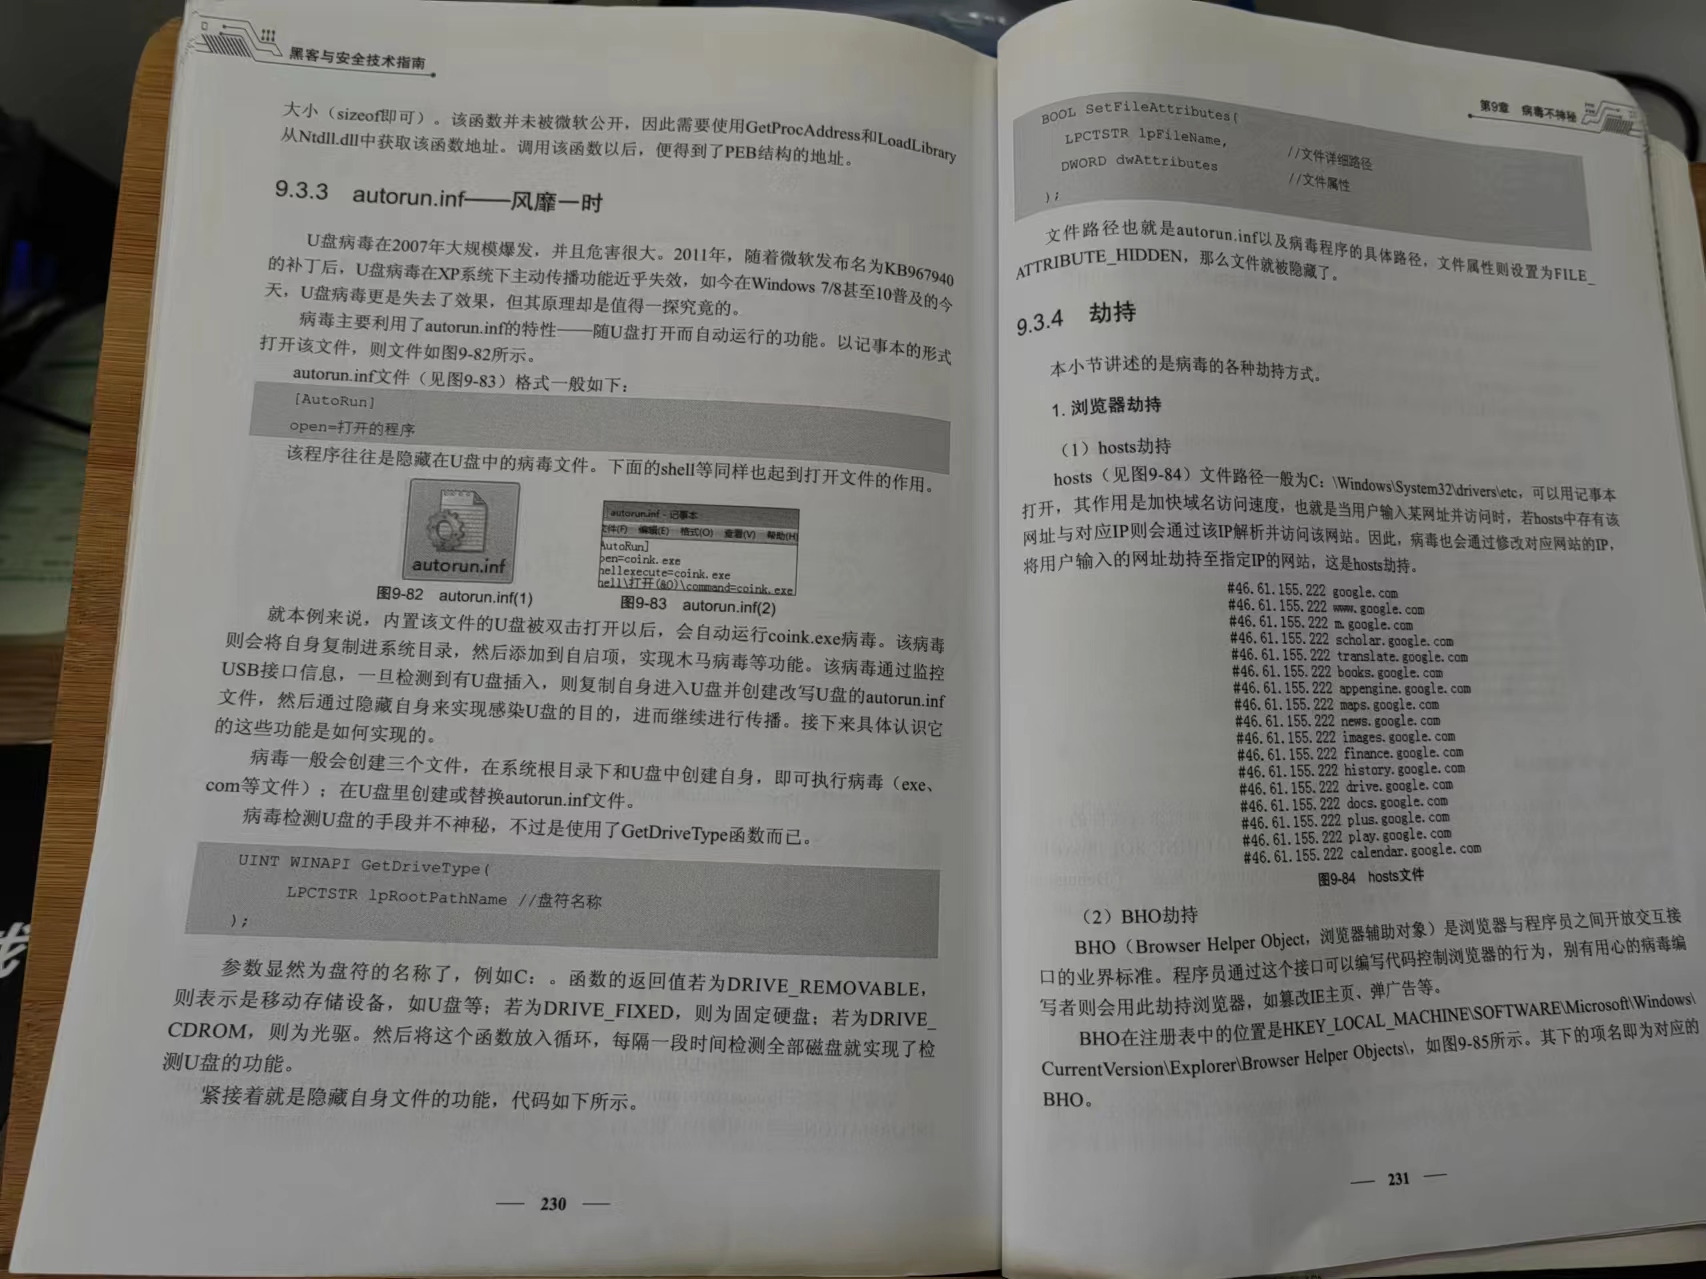 黑客与安全技术指南
大小（sizeof即可）。该函数并未被微软公开，因此需要使用GetProcAddress和LoadLibrary
从Ntdll.dll中获取该函数地址。调用该函数以后，便得到了PEB结构的地址。
9.3.3 autorun.inf——风靡一时
U盘病毒在2007年大规模爆发，并且危害很大。2011年，随着微软发布名为KB967940
的补丁后，U盘病毒在XP系统下主动传播功能近乎失效，如今在Windows 7/8甚至10普及的今
天，U盘病毒更是失去了效果，但其原理却是值得一探究竟的。
病毒主要利用了autorun.inf的特性——随U盘打开而自动运行的功能。以记事本的形式
打开该文件，则文件如图9-82所示。
autorun.inf文件（见图9-83）格式一般如下：
[AutoRun]
open=打开的程序
该程序往往是隐藏在U盘中的病毒文件。下面的shell等同样也起到打开文件的作用。
autorun.inf
图9-82 autorun.inf(1)
autorun.inf - 记事本
文件(F) 编辑(E) 格式(O) 查看(V) 帮助(H)
AutoRun]
pen=coink.exe
hellexecute=coink.exe
hell\打开(&O)\command=coink.exe
图9-83 autorun.inf(2)
就本例来说，内置该文件的U盘被双击打开以后，会自动运行coink.exe病毒。该病毒
则会将自身复制进系统目录，然后添加到自启项，实现木马病毒等功能。该病毒通过监控
USB接口信息，一旦检测到有U盘插入，则复制自身进入U盘并创建改写U盘的autorun.inf
文件，然后通过隐藏自身来实现感染U盘的目的，进而继续进行传播。接下来具体认识它
的这些功能是如何实现的。
病毒一般会创建三个文件，在系统根目录下和U盘中创建自身，即可执行病毒（exe、
com等文件）；在U盘里创建或替换autorun.inf文件。
病毒检测U盘的手段并不神秘，不过是使用了GetDriveType函数而已。
UINT WINAPI GetDriveType(
LPCTSTR lpRootPathName //盘符名称
);
参数显然为盘符的名称了，例如C：。函数的返回值若为DRIVE_REMOVABLE，
则表示是移动存储设备，如U盘等；若为DRIVE_FIXED，则为固定硬盘；若为DRIVE_
CDROM，则为光驱。然后将这个函数放入循环，每隔一段时间检测全部磁盘就实现了检
测U盘的功能。
紧接着就是隐藏自身文件的功能，代码如下所示。
230
第9章 病毒不神秘
BOOL SetFileAttributes(
LPCTSTR lpFileName, //文件详细路径
DWORD dwAttributes //文件属性
);
文件路径也就是autorun.inf以及病毒程序的具体路径，文件属性则设置为FILE_
ATTRIBUTE_HIDDEN，那么文件就被隐藏了。
9.3.4 劫持
本小节讲述的是病毒的各种劫持方式。
1. 浏览器劫持
（1）hosts劫持
hosts（见图9-84）文件路径一般为C：\Windows\System32\drivers\etc，可以用记事本
打开，其作用是加快域名访问速度，也就是当用户输入某网址并访问时，若hosts中存有该
网址与对应IP则会通过该IP解析并访问该网站。因此，病毒也会通过修改对应网站的IP，
将用户输入的网址劫持至指定IP的网站，这是hosts劫持。
#46.61.155.222 google.com
#46.61.155.222 www.google.com
#46.61.155.222 m.google.com
#46.61.155.222 scholar.google.com
#46.61.155.222 translate.google.com
#46.61.155.222 books.google.com
#46.61.155.222 appengine.google.com
#46.61.155.222 maps.google.com
#46.61.155.222 news.google.com
#46.61.155.222 images.google.com
#46.61.155.222 finance.google.com
#46.61.155.222 history.google.com
#46.61.155.222 drive.google.com
#46.61.155.222 docs.google.com
#46.61.155.222 plus.google.com
#46.61.155.222 play.google.com
#46.61.155.222 calendar.google.com
图9-84 hosts文件
（2）BHO劫持
BHO（Browser Helper Object，浏览器辅助对象）是浏览器与程序员之间开放交互接
口的业界标准。程序员通过这个接口可以编写代码控制浏览器的行为，别有用心的病毒编
写者则会用此劫持浏览器，如篡改IE主页、弹广告等。
BHO在注册表中的位置是HKEY_LOCAL_MACHINE\SOFTWARE\Microsoft\Windows\
CurrentVersion\Explorer\Browser Helper Objects\，如图9-85所示。其下的项名即为对应的
BHO。
231